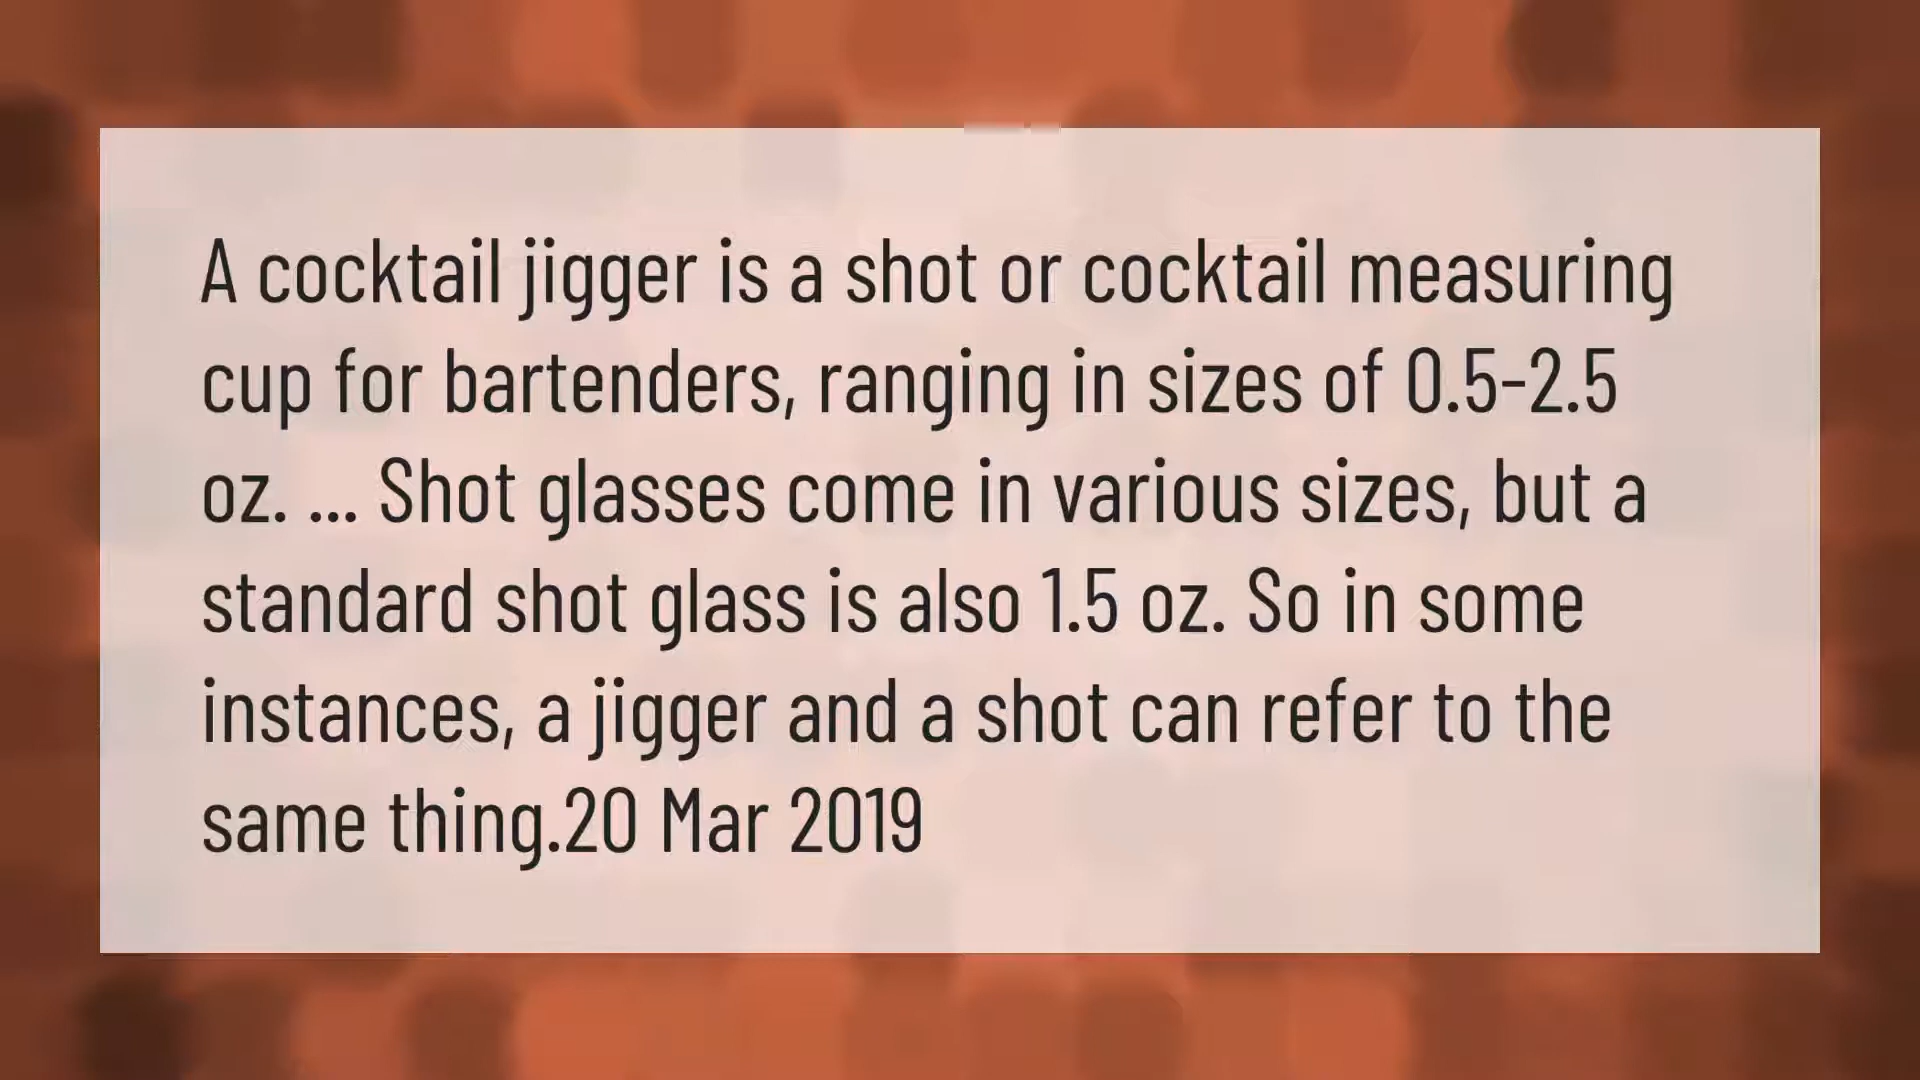 A cocktail jigger is a shot or cocktail measuring
cup for bartenders, ranging in sizes of 0.5-2.5
oz. ... Shot glasses come in various sizes, but a
standard shot glass is also 1.5 oz. So in some
instances, a jigger and a shot can refer to the
same thing.20 Mar 2019